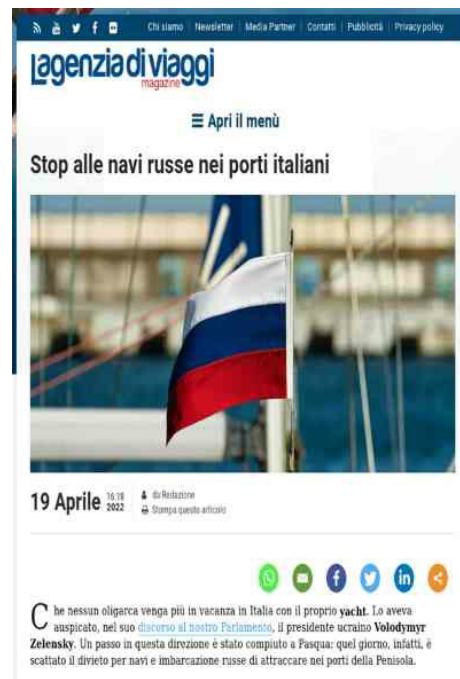 Chi siamo Newsletter Media Partner Contatti Pubblicità Privacy policy
lagenzia di viaggi
magazine
Apri il menù
Stop alle navi russe nei porti italiani
19 Aprile 16:18 2022
da Redazione
Stampa questo articolo
Che nessun oligarca venga più in vacanza in Italia con il proprio yacht. Lo aveva
auspicato, nel suo discorso al nostro Parlamento, il presidente ucraino Volodymyr
Zelensky. Un passo in questa direzione è stato compiuto a Pasqua: quel giorno, infatti, è
scattato il divieto per navi e imbarcazione russe di attraccare nei porti della Penisola.